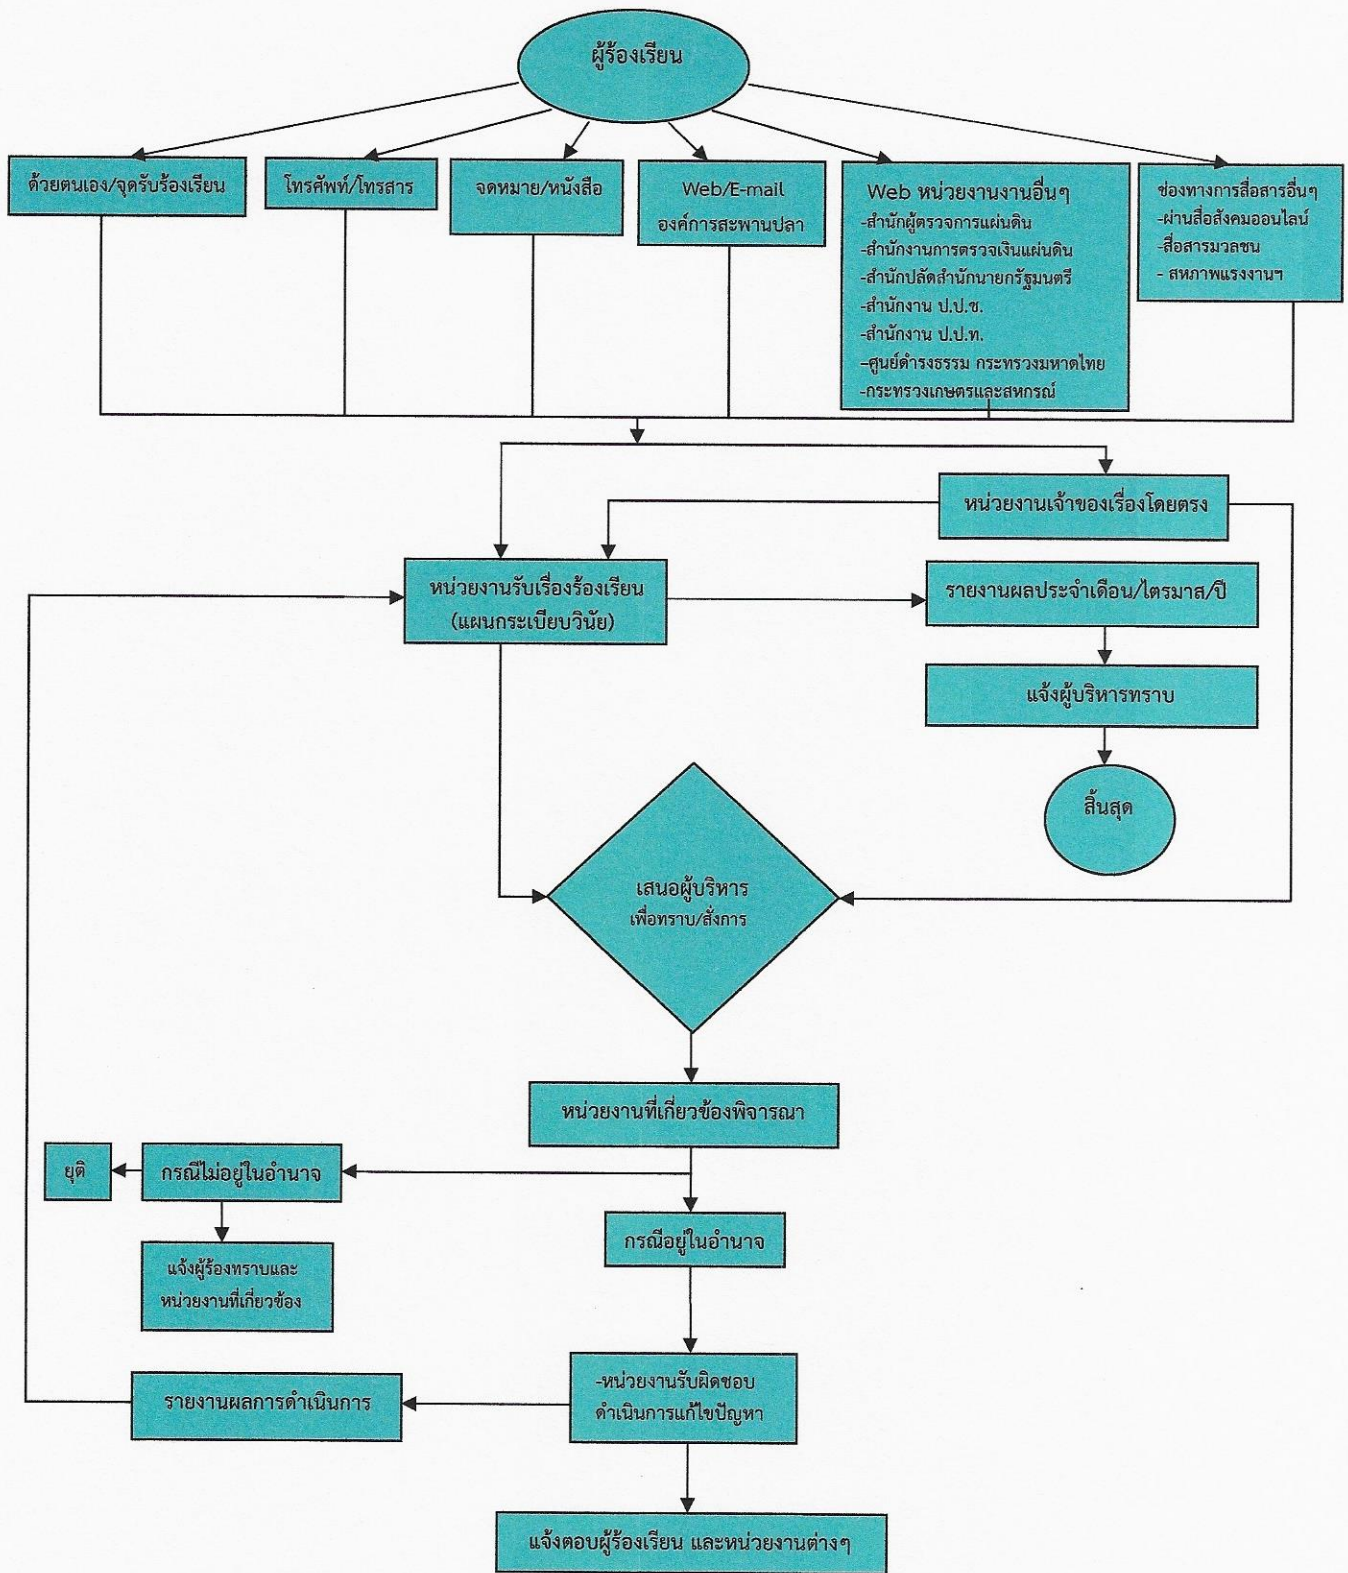 ผู้ร้องเรียน
ด้วยตนเอง/จุดรับร้องเรียน
โทรศัพท์/โทรสาร
จดหมาย/หนังสือ
Web/E-mail
องค์การสะพานปลา
Web หน่วยงานงานอื่นๆ
-สำนักผู้ตรวจการแผ่นดิน
-สำนักงานการตรวจเงินแผ่นดิน
-สำนักปลัดสำนักนายกรัฐมนตรี
-สำนักงาน ป.ป.ช.
-สำนักงาน ป.ป.ท.
-ศูนย์ดำรงธรรม กระทรวงมหาดไทย
-กระทรวงเกษตรและสหกรณ์
ช่องทางการสื่อสารอื่นๆ
-ผ่านสื่อสังคมออนไลน์
-สื่อสารมวลชน
- สหภาพแรงงานฯ
หน่วยงานเจ้าของเรื่องโดยตรง
หน่วยงานรับเรื่องร้องเรียน
(แผนกระเบียบวินัย)
รายงานผลประจำเดือน/ไตรมาส/ปี
แจ้งผู้บริหารทราบ
สิ้นสุด
เสนอผู้บริหาร
เพื่อทราบ/สั่งการ
หน่วยงานที่เกี่ยวข้องพิจารณา
ยุติ
กรณีไม่อยู่ในอำนาจ
กรณีอยู่ในอำนาจ
แจ้งผู้ร้องทราบและ
หน่วยงานที่เกี่ยวข้อง
รายงานผลการดำเนินการ
-หน่วยงานรับผิดชอบ
ดำเนินการแก้ไขปัญหา
แจ้งตอบผู้ร้องเรียน และหน่วยงานต่างๆ